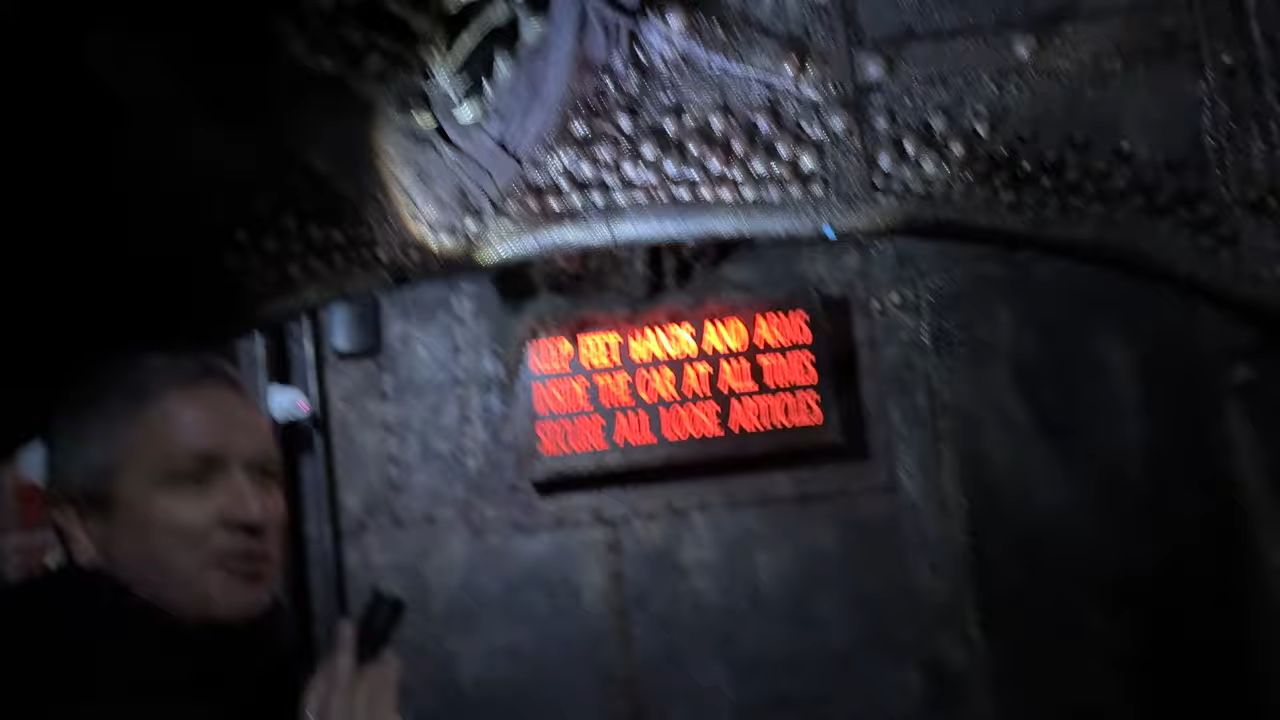 KEEP FEET HANDS AND ARMS
INSIDE THE CAR AT ALL TIMES
SECURE ALL LOOSE ARTICLES